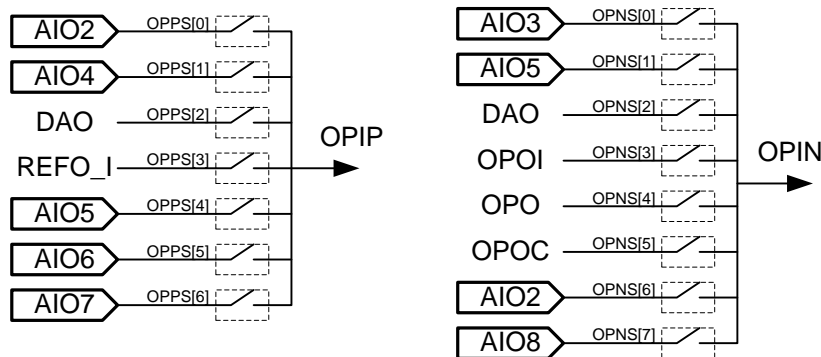 AIO2 OPPS[0]
AIO4 OPPS[1]
DAO OPPS[2]
REFO_I OPPS[3]
AIO5 OPPS[4]
AIO6 OPPS[5]
AIO7 OPPS[6]
OPIP
AIO3 OPNS[0]
AIO5 OPNS[1]
DAO OPNS[2]
OPOI OPNS[3]
OPO OPNS[4]
OPOC OPNS[5]
AIO2 OPNS[6]
AIO8 OPNS[7]
OPIN